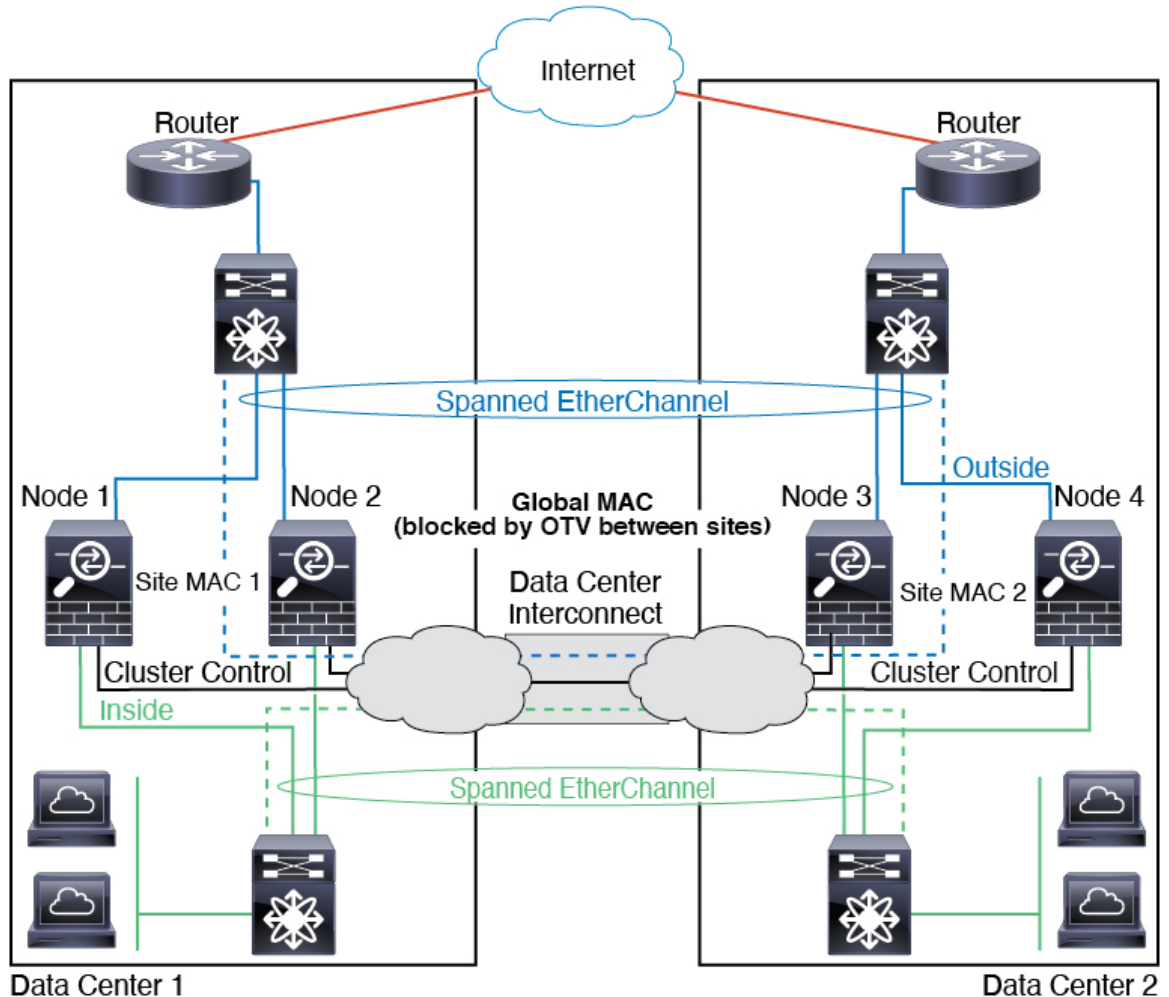 Internet
Router
Router
Spanned EtherChannel
Outside
Node 1
Node 2
Global MAC
(blocked by OTV between sites)
Node 3
Node 4
Site MAC 1
Data Center
Interconnect
Site MAC 2
Cluster Control
Cluster Control
Inside
Spanned EtherChannel
Data Center 1
Data Center 2